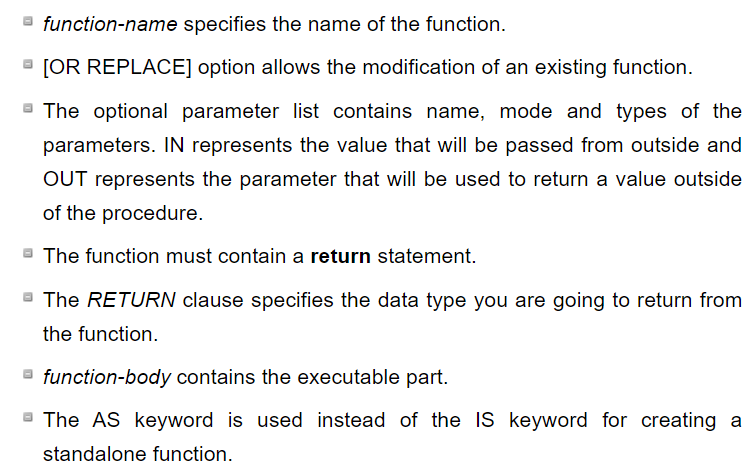 function-name specifies the name of the function.
[OR REPLACE] option allows the modification of an existing function.
The optional parameter list contains name, mode and types of the
parameters. IN represents the value that will be passed from outside and
OUT represents the parameter that will be used to return a value outside
of the procedure.
The function must contain a return statement.
The RETURN clause specifies the data type you are going to return from
the function.
function-body contains the executable part.
The AS keyword is used instead of the IS keyword for creating a
standalone function.